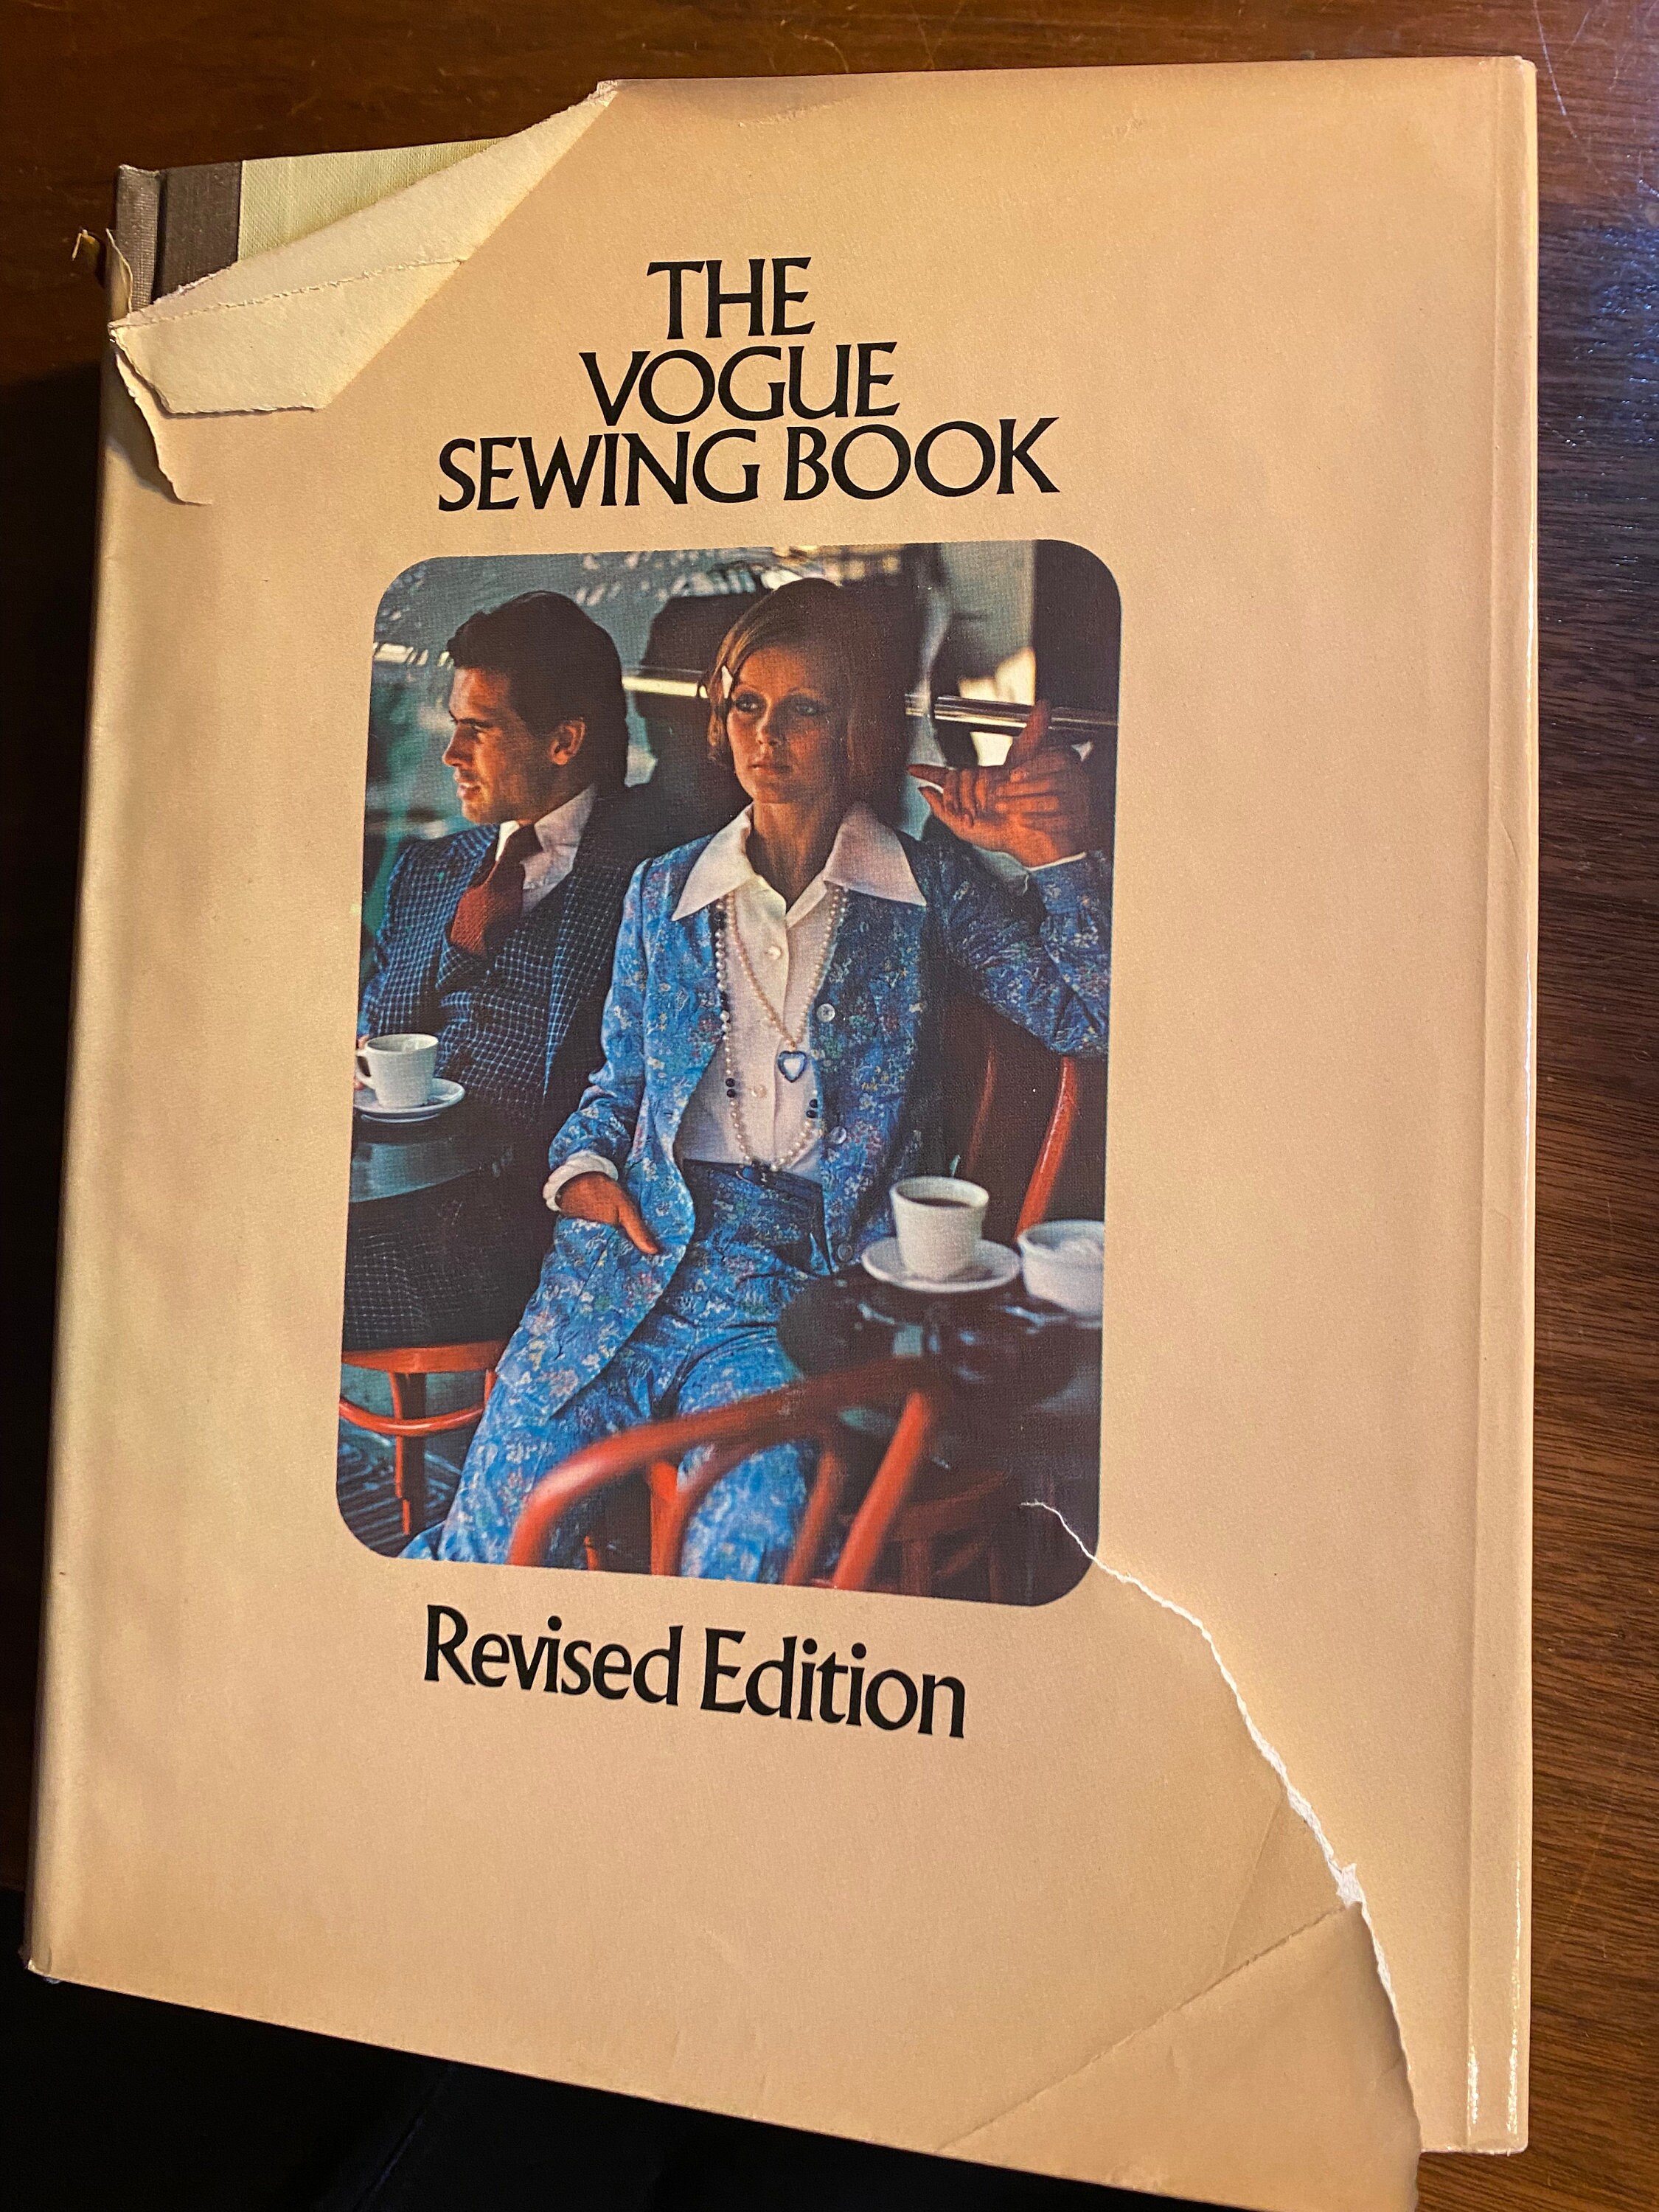 THE
VOGUE
SEWING BOOK
Revised Edition